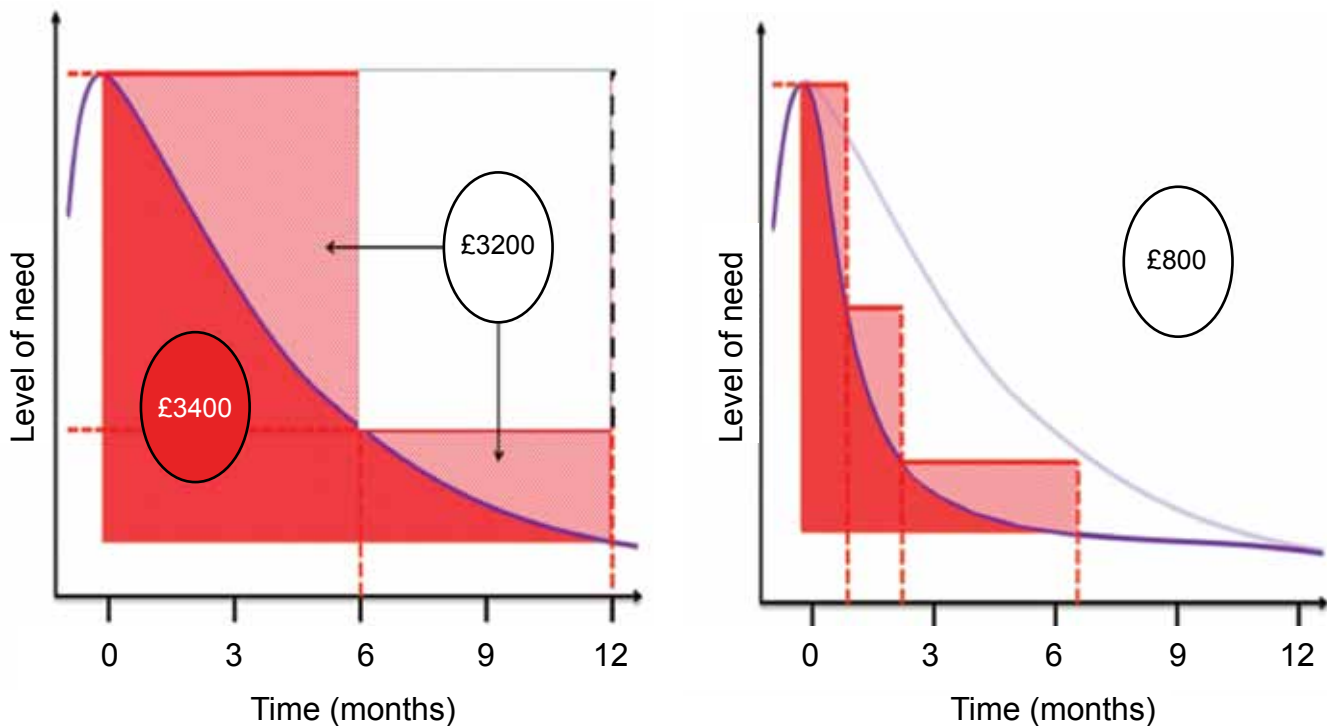 Level of need
£3200
£3400
0 3 6 9 12
Time (months)
Level of need
£800
0 3 6 9 12
Time (months)